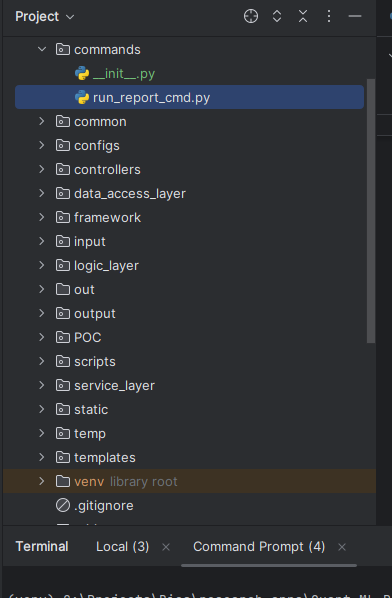 Project
commands
__init__.py
run_report_cmd.py
common
configs
controllers
data_access_layer
framework
input
logic_layer
out
output
POC
scripts
service_layer
static
temp
templates
venv library root
.gitignore
Terminal Local (3) Command Prompt (4)